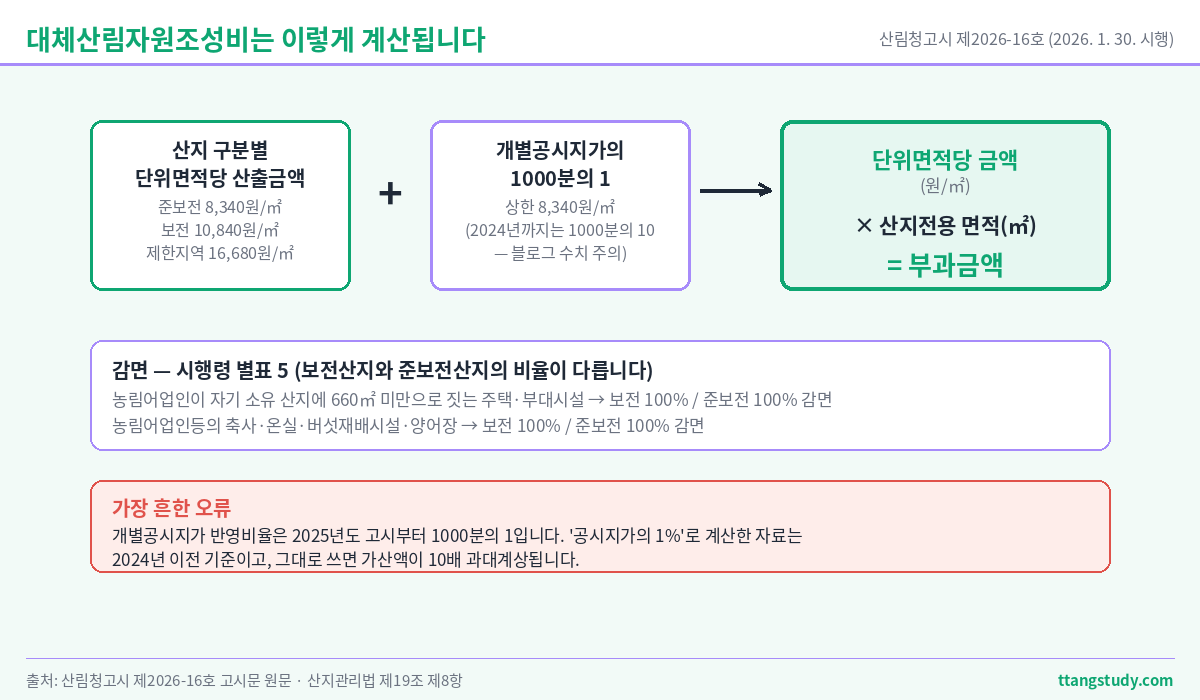 대체산림자원조성비는 이렇게 계산됩니다
산림청고시 제2026-16호 (2026. 1. 30. 시행)
산지 구분별
단위면적당 산출금액
준보전 8,340원/㎡
보전 10,840원/㎡
제한지역 16,680원/㎡
+
개별공시지가의
1000분의 1
상한 8,340원/㎡
(2024년까지는 1000분의 10
— 블로그 수치 주의)
단위면적당 금액
(원/㎡)
× 산지전용 면적(㎡)
= 부과금액
감면 — 시행령 별표 5 (보전산지와 준보전산지의 비율이 다릅니다)
농림어업인이 자기 소유 산지에 660㎡ 미만으로 짓는 주택·부대시설 → 보전 100% / 준보전 100% 감면
농림어업인등의 축사·온실·버섯재배시설·양어장 → 보전 100% / 준보전 100% 감면
가장 흔한 오류
개별공시지가 반영비율은 2025년도 고시부터 1000분의 1입니다. '공시지가의 1%'로 계산한 자료는
2024년 이전 기준이고, 그대로 쓰면 가산액이 10배 과대계상됩니다.
출처: 산림청고시 제2026-16호 고시문 원문 · 산지관리법 제19조 제8항
ttangstudy.com